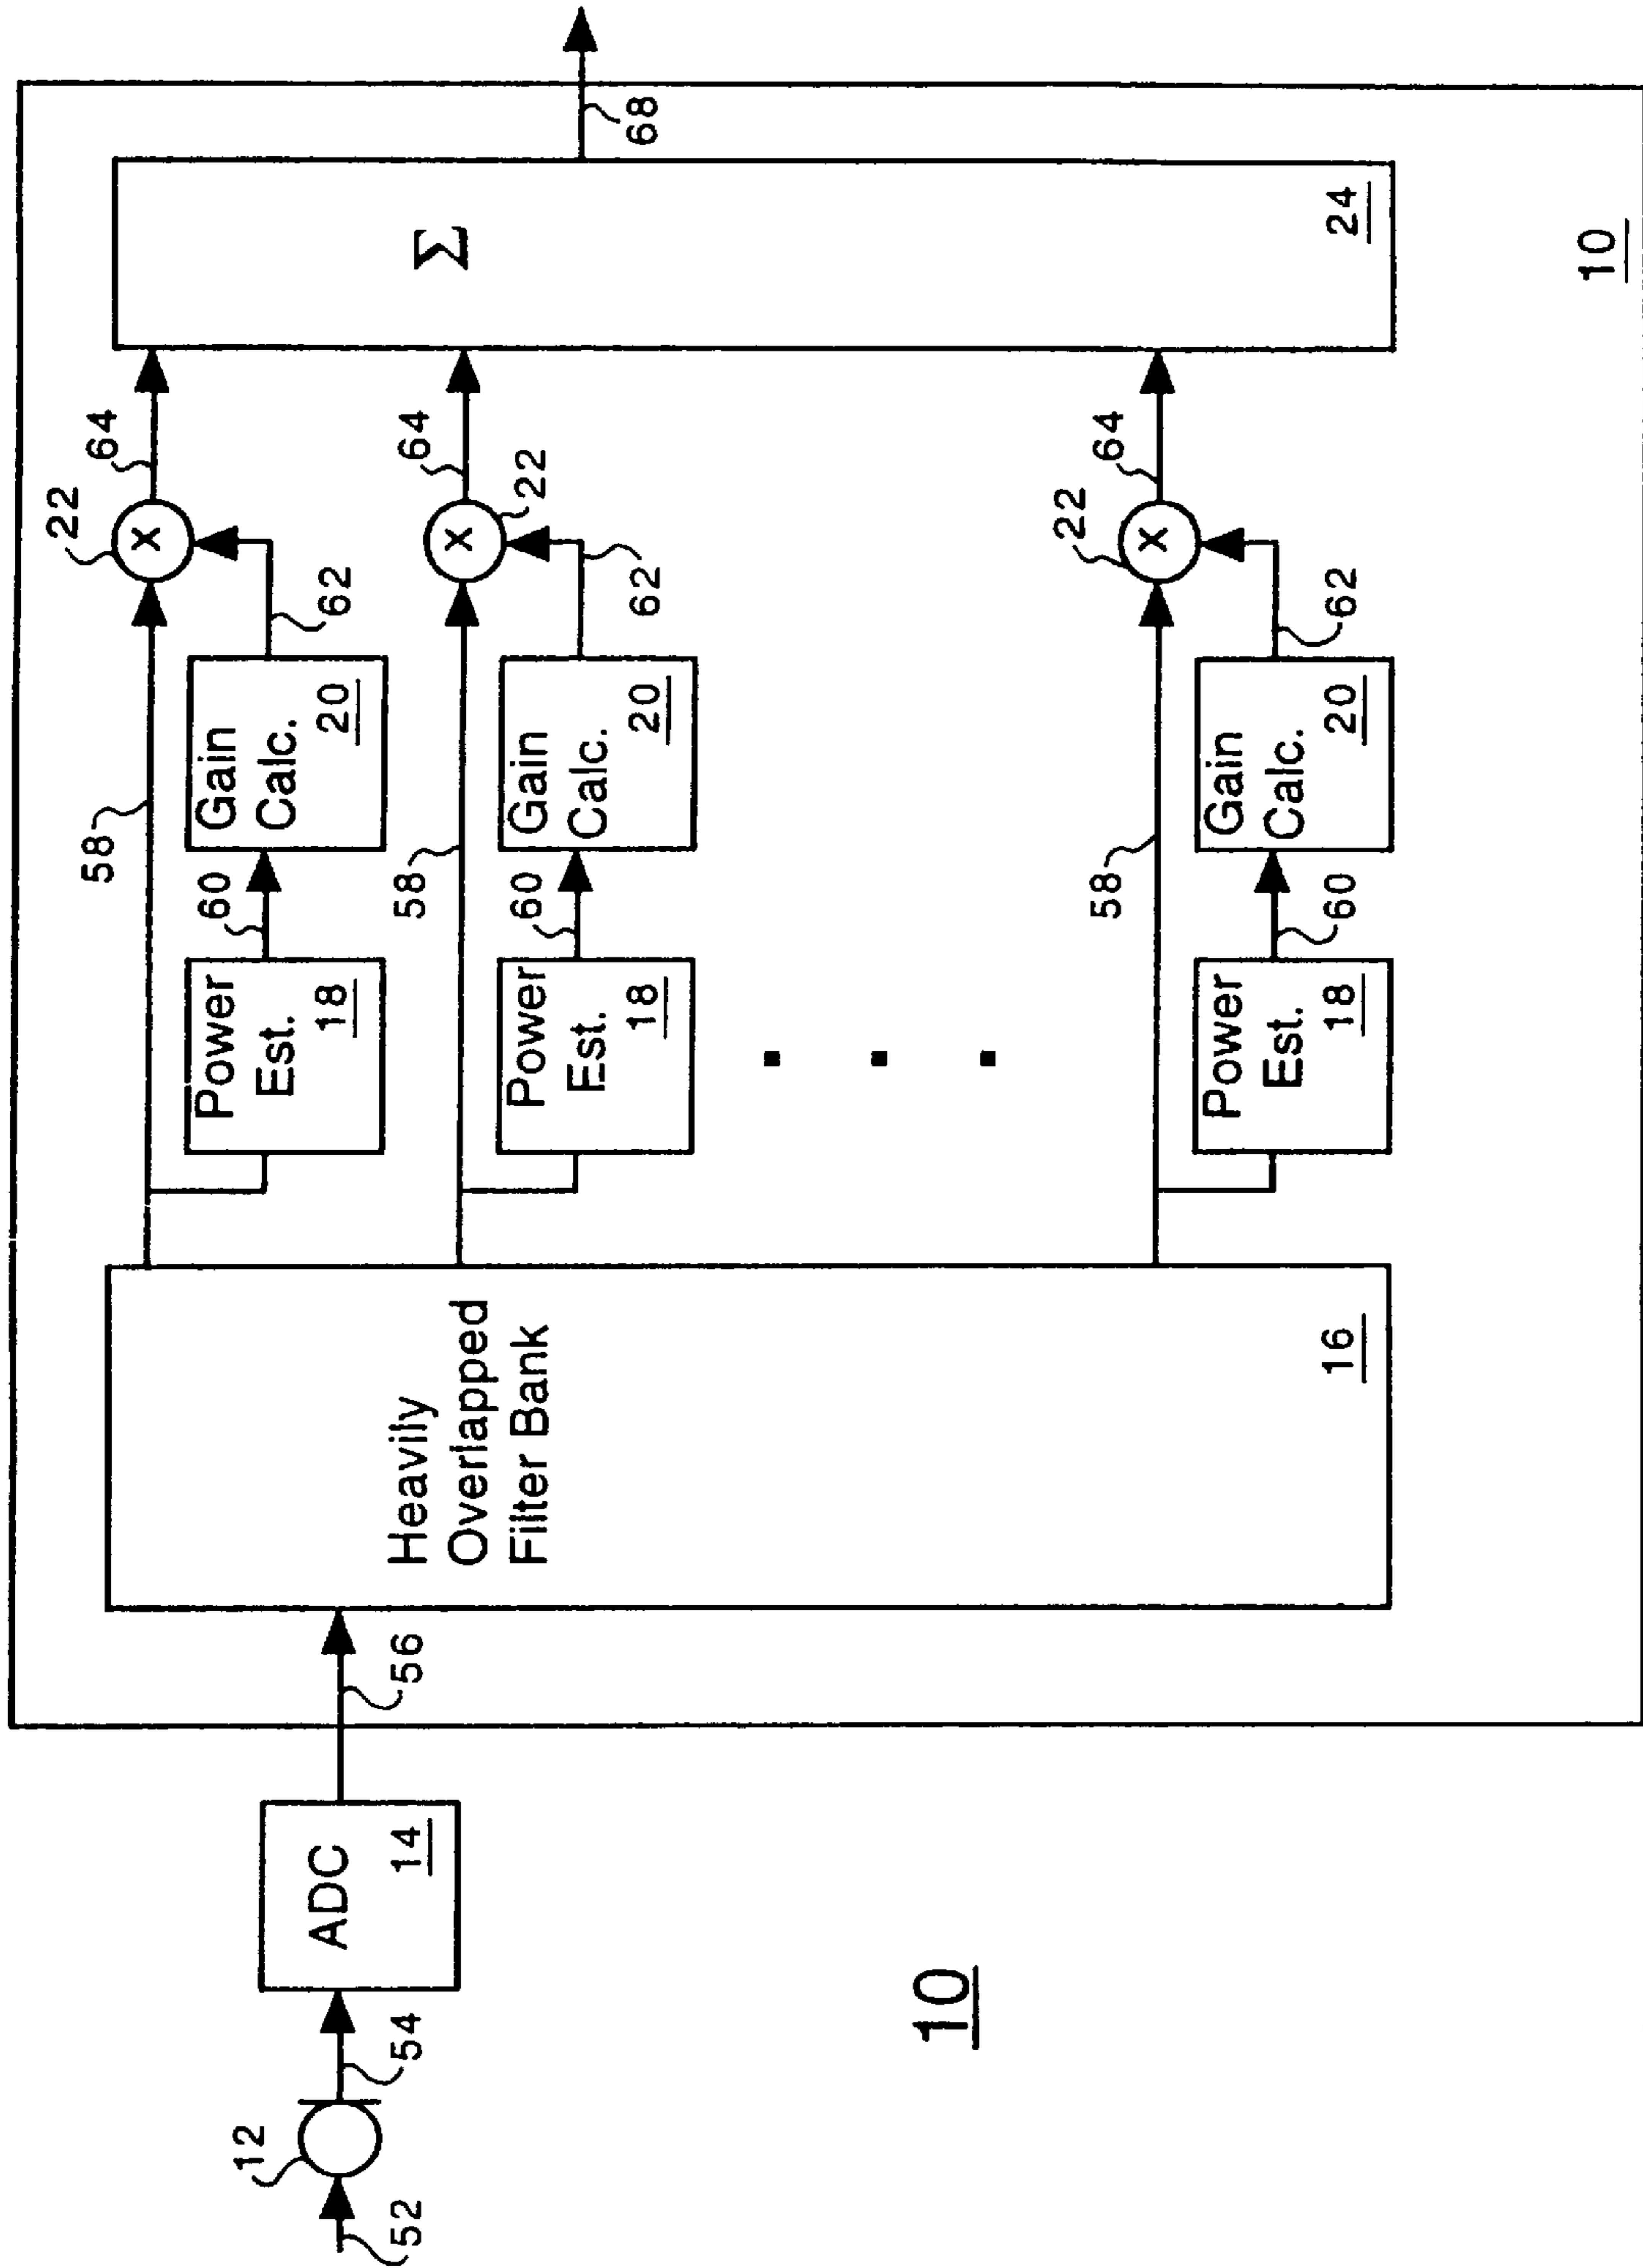 52
12
54
ADC
14
56
Heavily
Overlapped
Filter Bank
16
58
Power
Est.
18
60
Gain
Calc.
20
62
22
x
64
58
Power
Est.
18
60
Gain
Calc.
20
62
22
x
64
58
Power
Est.
18
60
Gain
Calc.
20
62
22
x
64
Σ
24
68
10
10